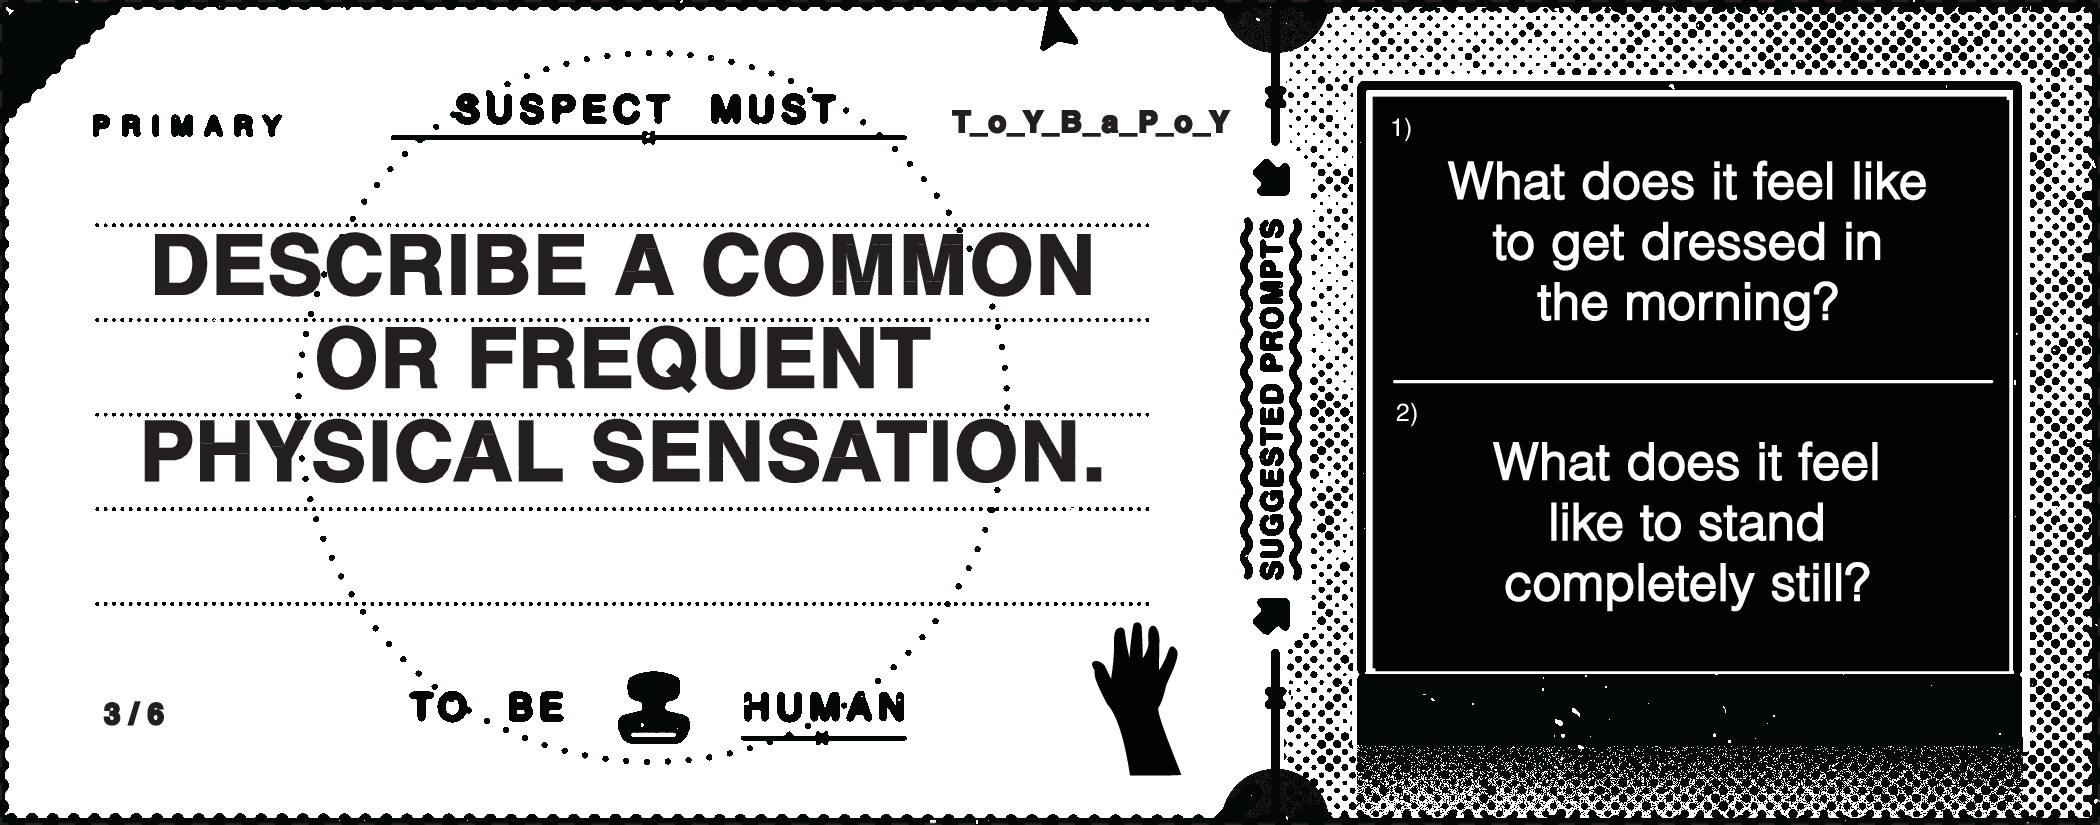 PRIMARY
SUSPECT MUST
T_o_Y_B_a_P_o_Y
DESCRIBE A COMMON
OR FREQUENT
PHYSICAL SENSATION.
3/6
TO BE HUMAN
SUGGESTED PROMPTS
1)
What does it feel like
to get dressed in
the morning?
2)
What does it feel
like to stand
completely still?